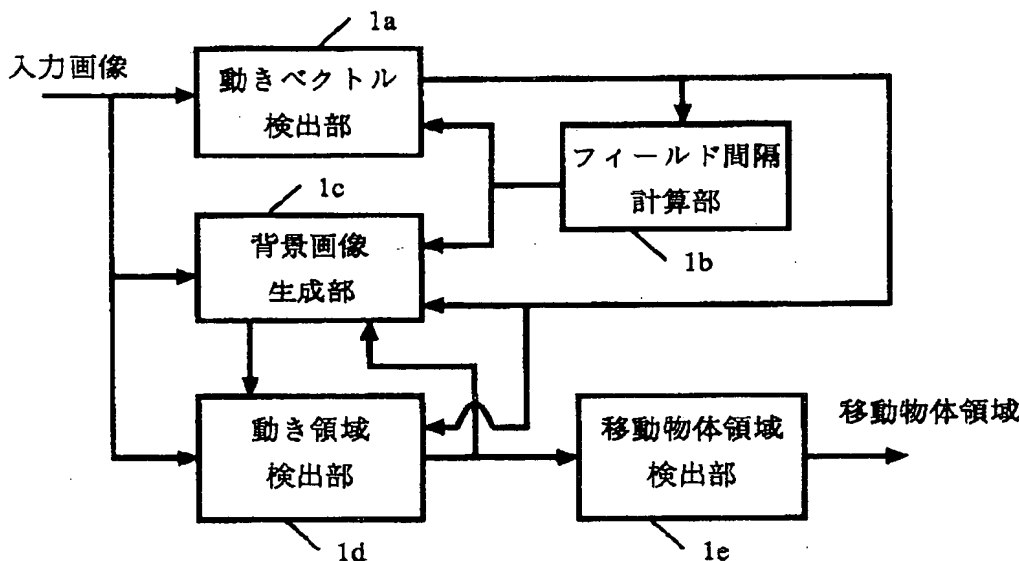 1a
入力画像
動きベクトル
検出部
フィールド間隔
計算部
1b
1c
背景画像
生成部
動き領域
検出部
1d
移動物体領域
検出部
1e
移動物体領域